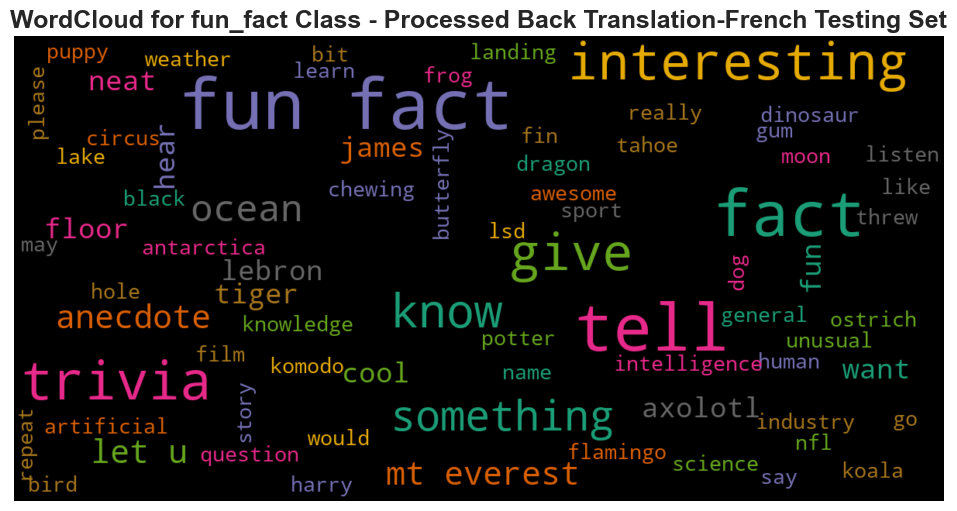 WordCloud for fun_fact Class - Processed Back Translation-French Testing Set
puppy
weather
bit
landing
interesting
neat
learn
frog
please
fun fact
really
dinosaur
circus
hear
james
fin
gum
lake
butterfly
dragon
tahoe
moon
listen
black
chewing
awesome
like
ocean
sport
fact
threw
floor
lsd
may
antarctica
give
dog
fun
lebron
hole
tiger
know
tell
general
anecdote
knowledge
potter
ostrich
unusual
film
komodo
cool
name
intelligence
human
want
trivia
story
something
axolotl
repeat
artificial
would
industry
go
let u
question
flamingo
nfl
mt everest
science
say
koala
bird
harry